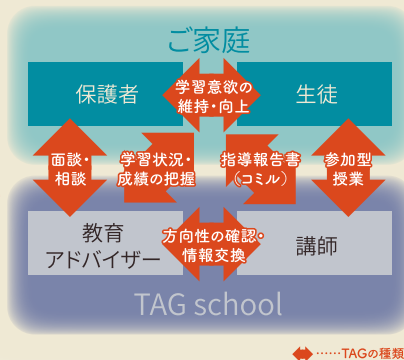 ご家庭
保護者
学習意欲の
維持・向上
生徒
面談・
相談
学習状況・
成績の把握
指導報告書
(コミル)
参加型
授業
教育
アドバイザー
方向性の確認・
情報交換
講師
TAG school
……TAGの種類